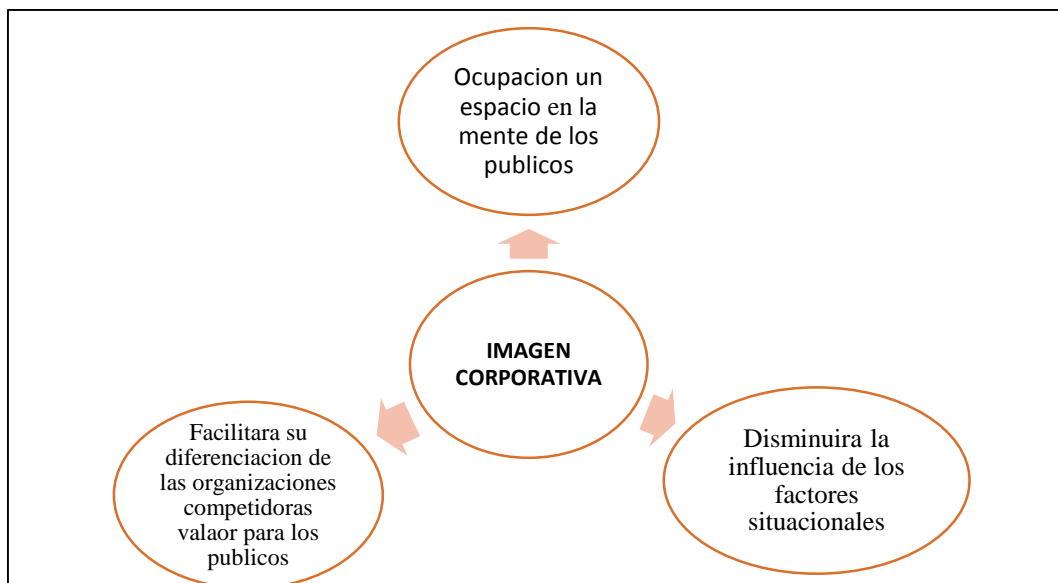 Ocupacion un
espacio en la
mente de los
publicos
IMAGEN
CORPORATIVA
Facilitara su
diferenciacion de
las organizaciones
competidoras
valaor para los
publicos
Disminuira la
influencia de los
factores
situacionales